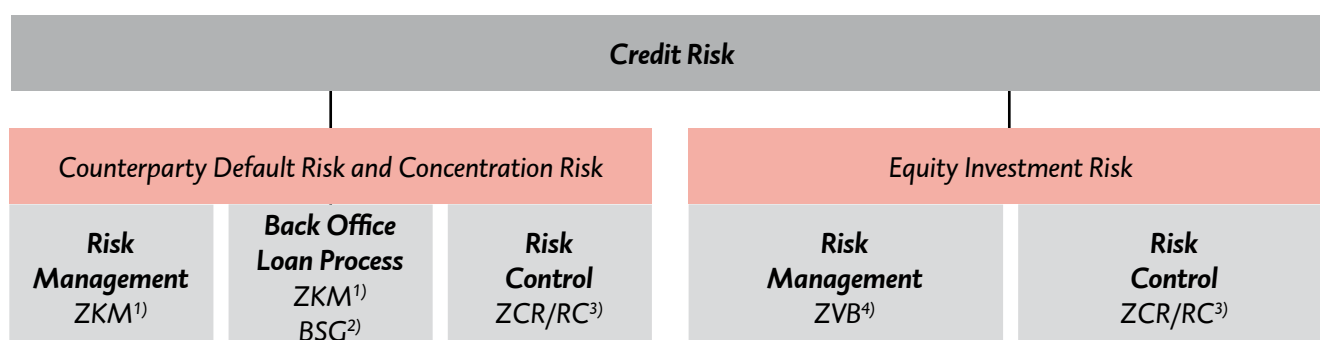 Credit Risk
Counterparty Default Risk and Concentration Risk
Equity Investment Risk
Risk
Management
ZKM¹⁾
Back Office
Loan Process
ZKM¹⁾
BSG²⁾
Risk
Control
ZCR/RC³⁾
Risk
Management
ZVB⁴⁾
Risk
Control
ZCR/RC³⁾